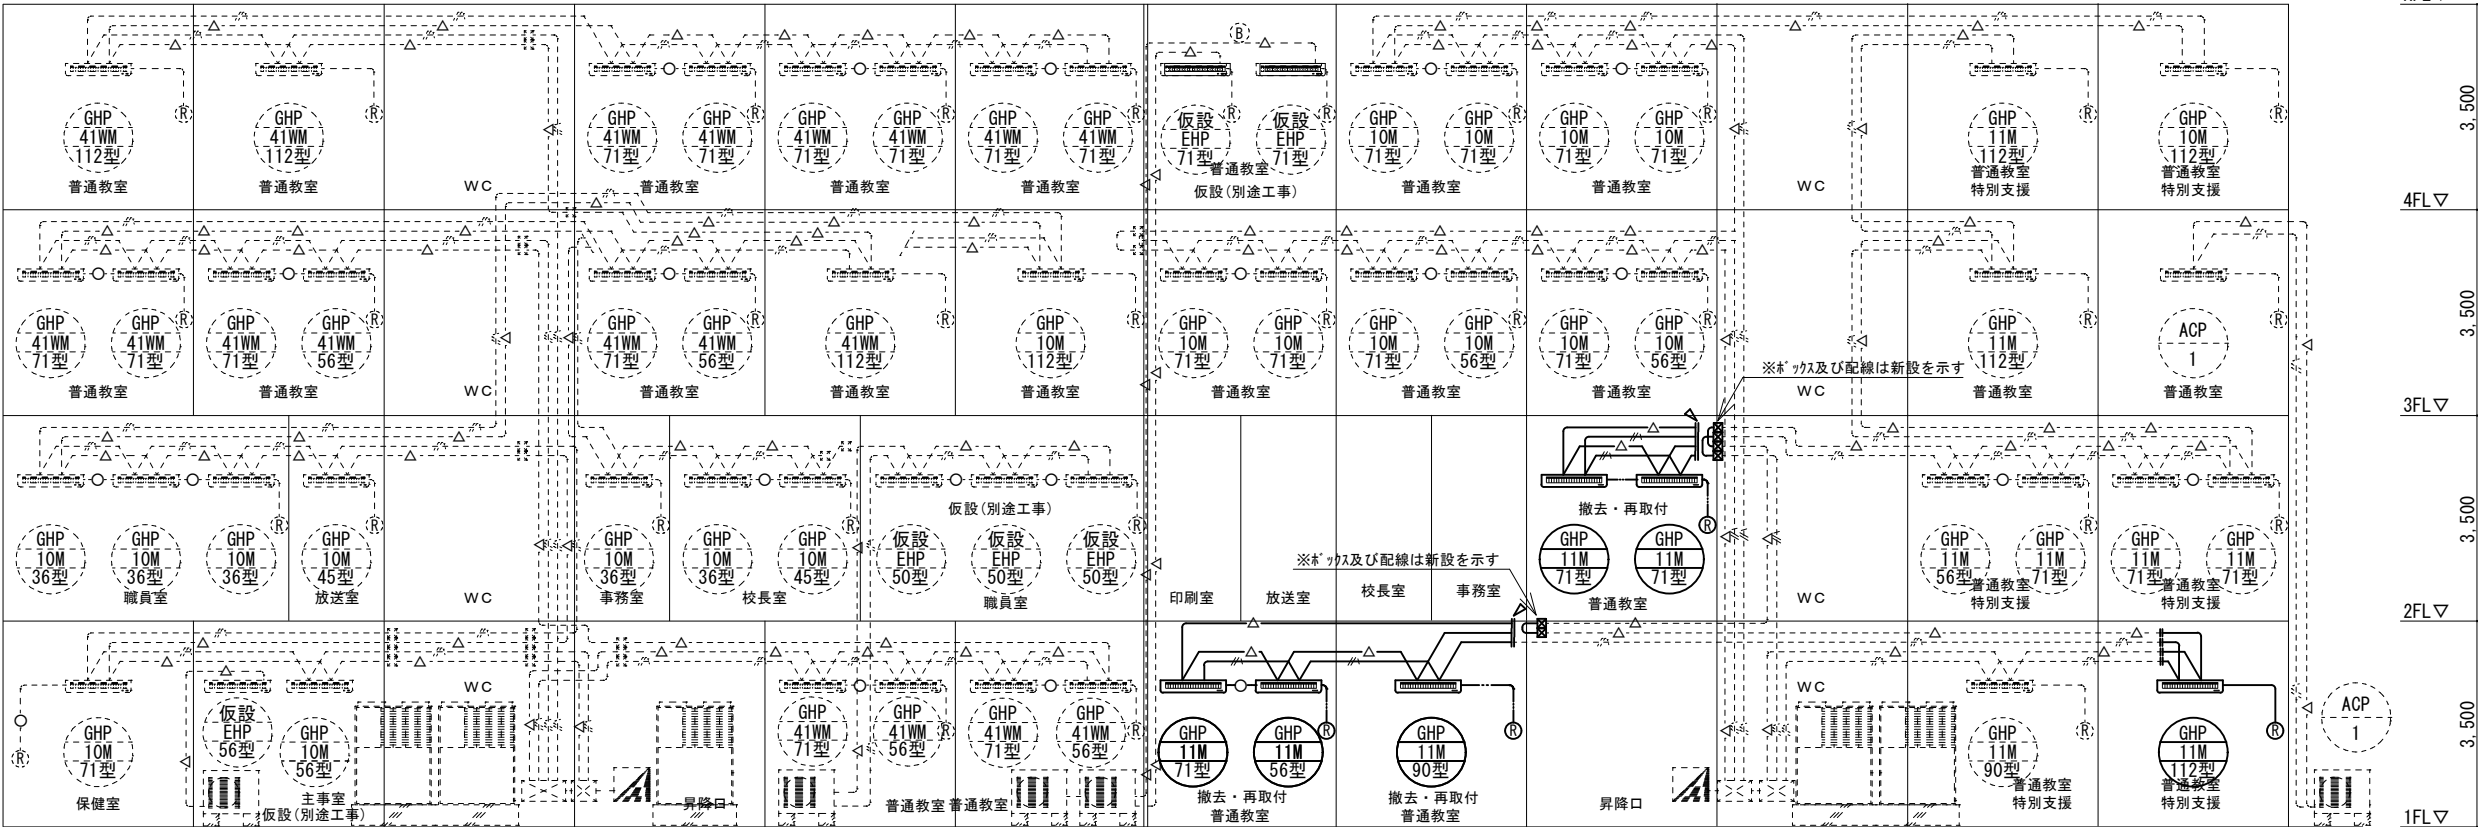 Ⓑ
Ⓡ Ⓡ Ⓡ Ⓡ Ⓡ Ⓡ Ⓡ Ⓡ Ⓡ Ⓡ Ⓡ
GHP GHP GHP GHP GHP GHP GHP GHP 仮設 仮設 GHP GHP GHP GHP GHP GHP
41WM 41WM 41WM 41WM 41WM 41WM 41WM 41WM EHP EHP 10M 10M 10M 10M 11M 10M
112型 112型 71型 71型 71型 71型 71型 71型 71型 71型 71型 71型 71型 71型 112型 112型
普通教室 普通教室 WC 普通教室 普通教室 普通教室 普通教室 普通教室 普通教室 WC 普通教室 普通教室
仮設(別途工事) 特別支援 特別支援
3,500
4FL▽
Ⓡ Ⓡ Ⓡ Ⓡ Ⓡ Ⓡ Ⓡ Ⓡ Ⓡ Ⓡ
GHP GHP GHP GHP GHP GHP GHP GHP GHP GHP GHP GHP GHP GHP GHP ACP
41WM 41WM 41WM 41WM 41WM 41WM 41WM 10M 10M 10M 10M 10M 10M 10M 11M 1
71型 71型 71型 56型 71型 56型 112型 112型 71型 71型 71型 56型 71型 56型 112型
※ﾎﾞｯｸｽ及び配線は新設を示す
普通教室 普通教室 WC 普通教室 普通教室 普通教室 普通教室 普通教室 普通教室 WC 普通教室 普通教室
3,500
3FL▽
仮設(別途工事) 撤去・再取付
Ⓡ Ⓡ Ⓡ Ⓡ Ⓡ Ⓡ Ⓡ Ⓡ
GHP GHP GHP GHP GHP GHP GHP 仮設 仮設 仮設 GHP GHP GHP GHP GHP GHP
10M 10M 10M 10M 10M 10M 10M EHP EHP EHP 11M 11M 11M 11M 11M 11M
36型 36型 36型 45型 36型 36型 45型 50型 50型 50型 71型 71型 56型 71型 71型 71型
※ﾎﾞｯｸｽ及び配線は新設を示す
職員室 放送室 WC 事務室 校長室 職員室 印刷室 放送室 校長室 事務室 普通教室 WC 普通教室 普通教室
特別支援 特別支援
3,500
2FL▽
WC WC
Ⓡ Ⓡ Ⓡ Ⓡ Ⓡ Ⓡ Ⓡ
GHP 仮設 GHP GHP GHP GHP GHP GHP GHP GHP GHP GHP ACP
10M EHP 10M 41WM 41WM 41WM 41WM 11M 11M 11M 11M 11M 1
71型 56型 56型 71型 56型 71型 56型 71型 56型 90型 90型 112型
撤去・再取付 撤去・再取付
保健室 主事室 昇降口 普通教室 普通教室 普通教室 普通教室 昇降口 普通教室 普通教室
仮設(別途工事) 特別支援 特別支援
3,500
1FL▽